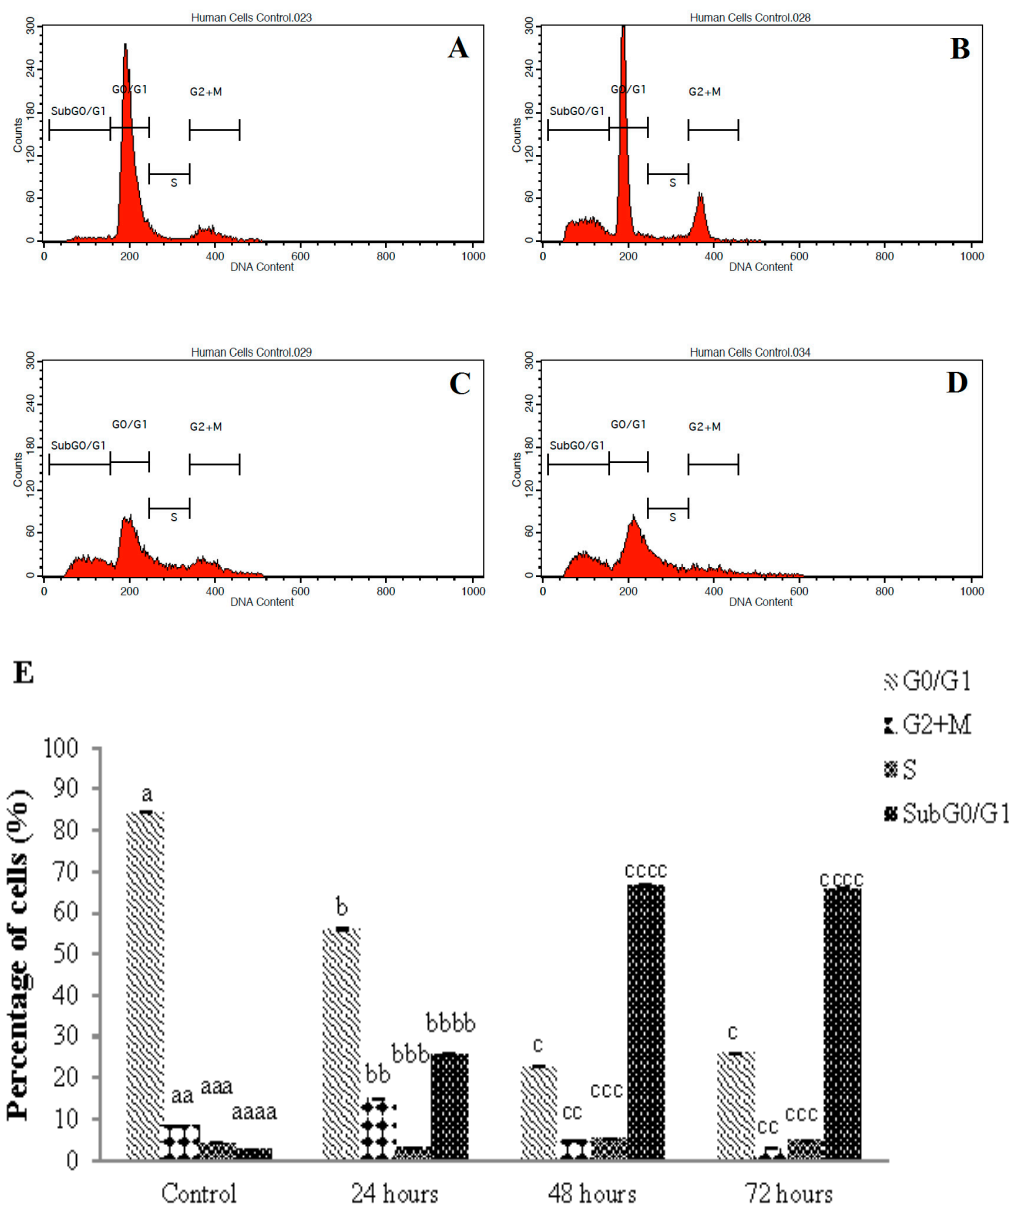 Human Cells Control.023
A
Counts
300
240
180
120
60
0
SubG0/G1
G0/G1
G2+M
S
0 200 400 600 800 1000
DNA Content
Human Cells Control.028
B
Counts
300
240
180
120
60
0
SubG0/G1
G0/G1
G2+M
S
0 200 400 600 800 1000
DNA Content
Human Cells Control.029
C
Counts
300
240
180
120
60
0
SubG0/G1
G0/G1
G2+M
S
0 200 400 600 800 1000
DNA Content
Human Cells Control.034
D
Counts
300
240
180
120
60
0
SubG0/G1
G0/G1
G2+M
S
0 200 400 600 800 1000
DNA Content
E
G0/G1
G2+M
S
SubG0/G1
Percentage of cells (%)
100
90
80
70
60
50
40
30
20
10
0
a
aa
aaa
aaaa
b
bb
bbb
bbbb
c
cc
ccc
cccc
c
cc
ccc
cccc
Control 24 hours 48 hours 72 hours